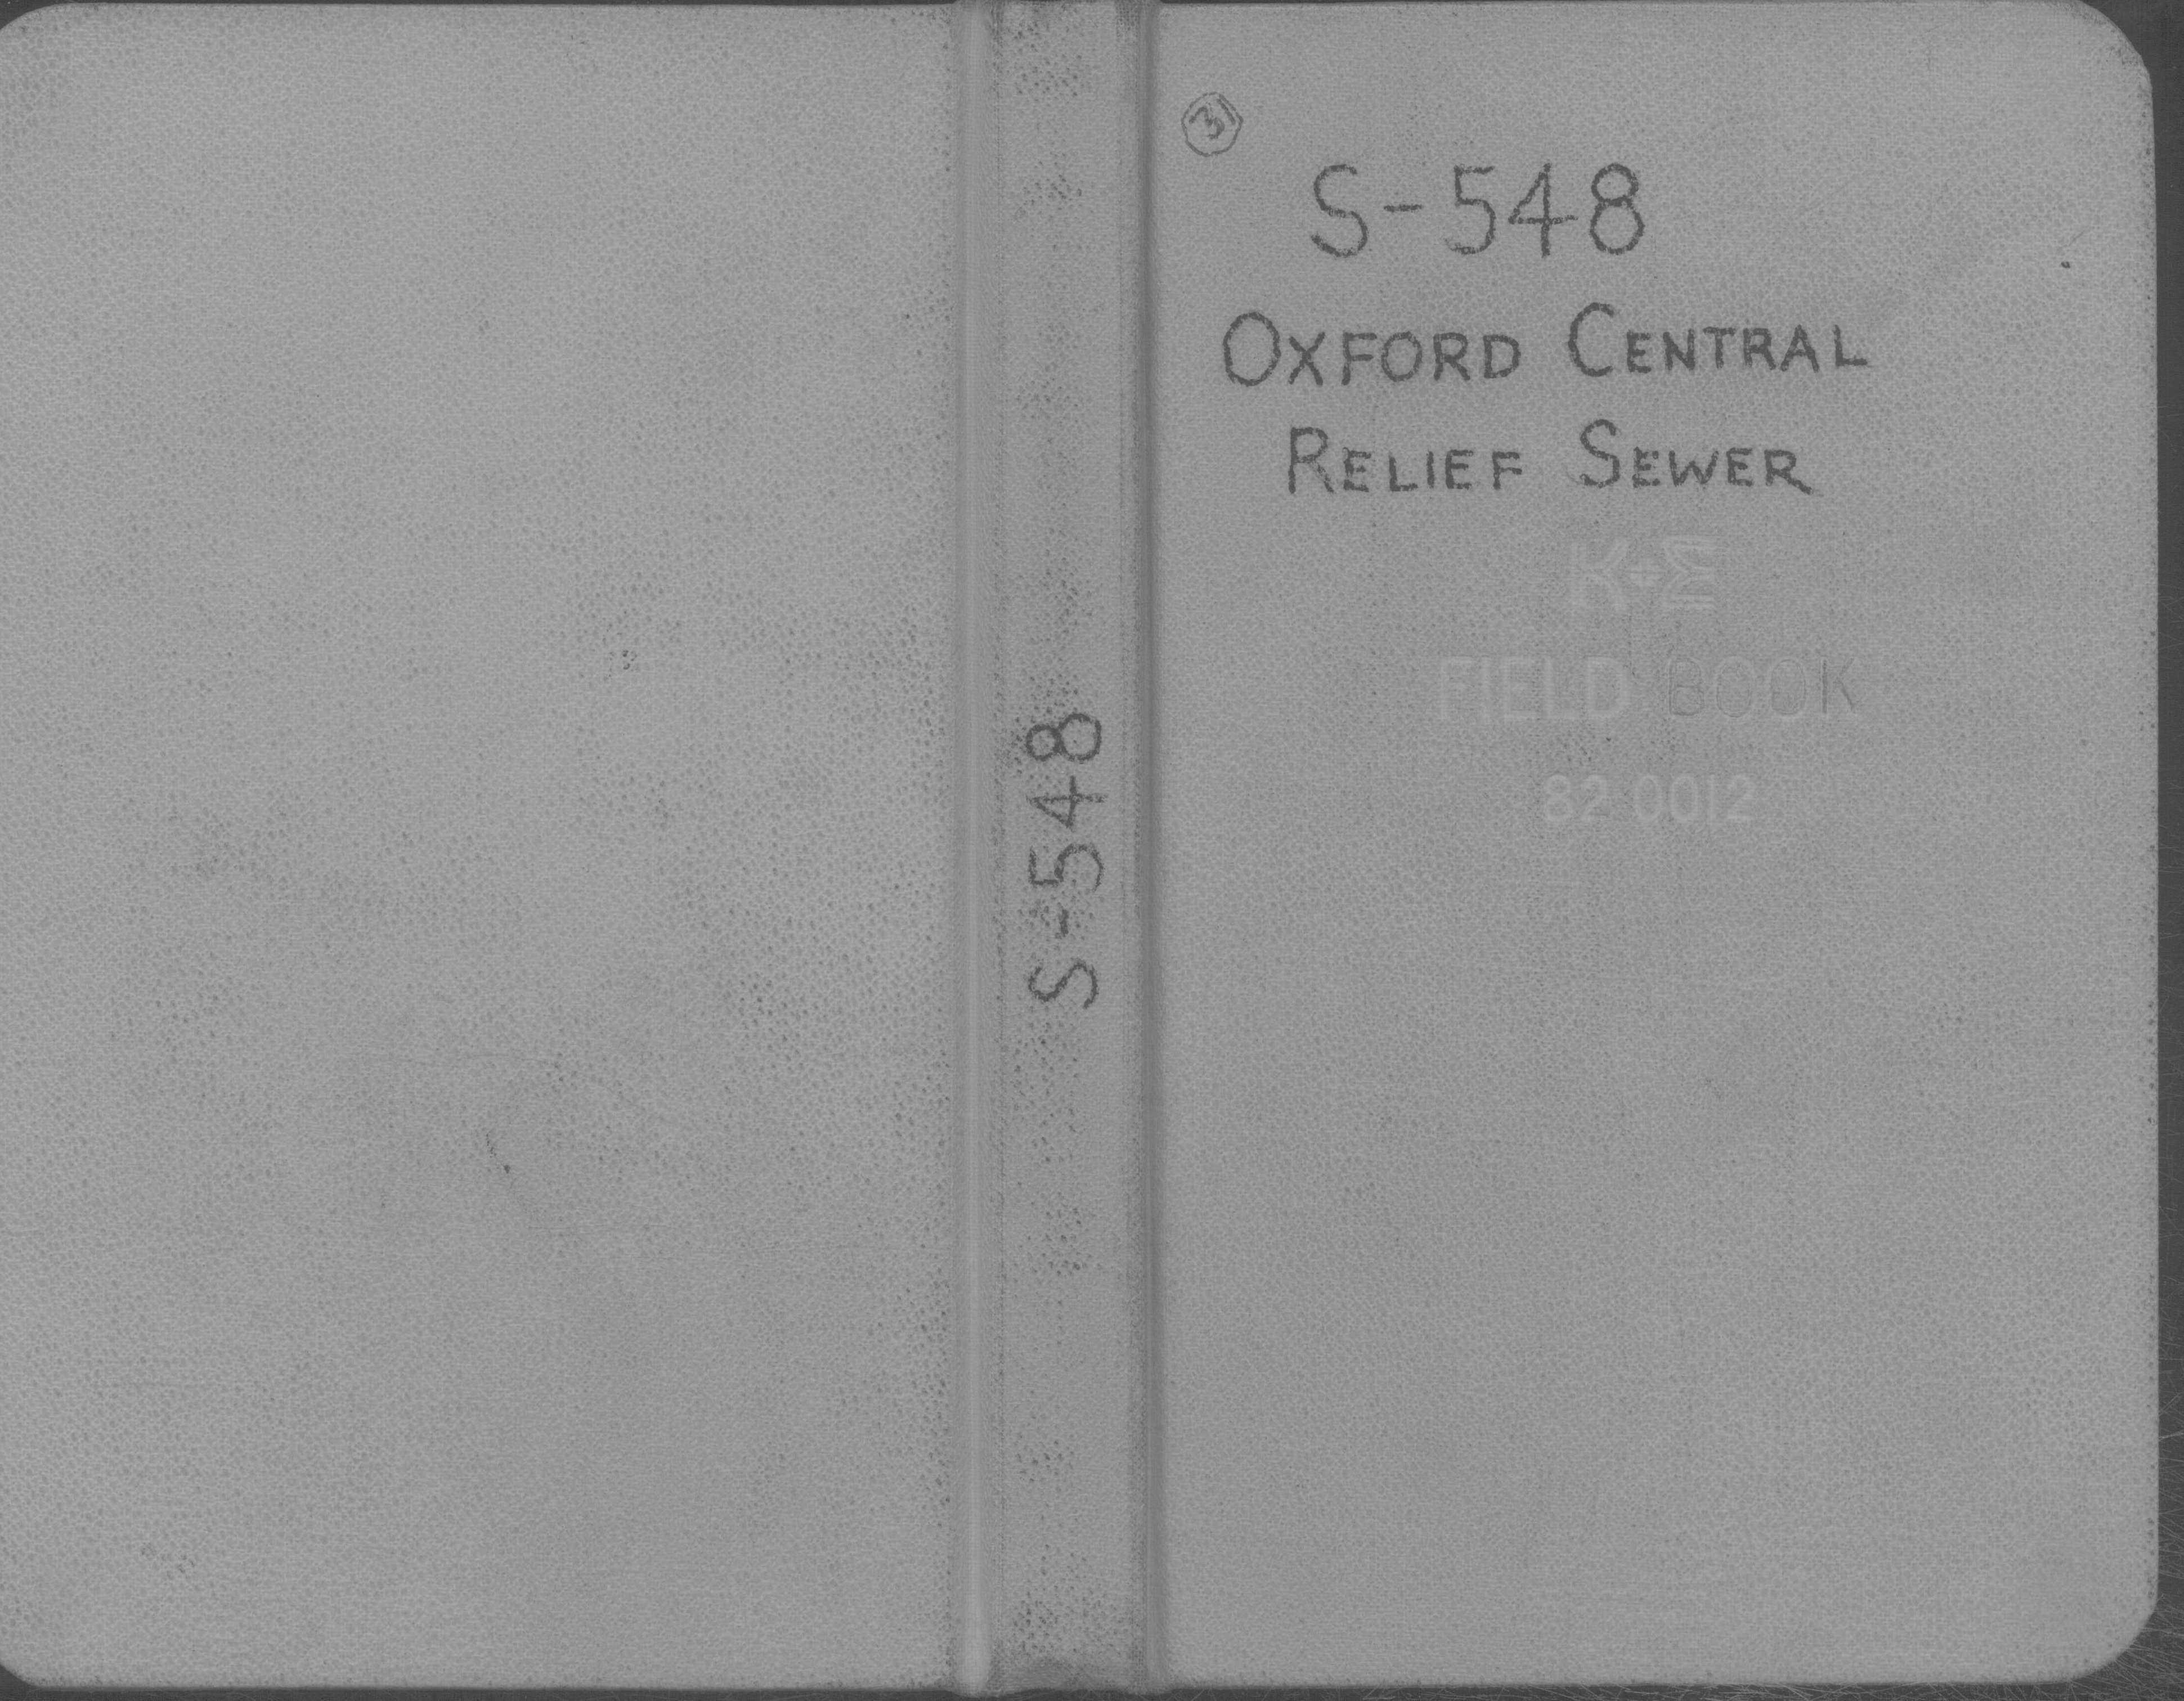 S-548
31
S-548
OXFORD CENTRAL
RELIEF SEWER
K+E
FIELD BOOK
82 0012